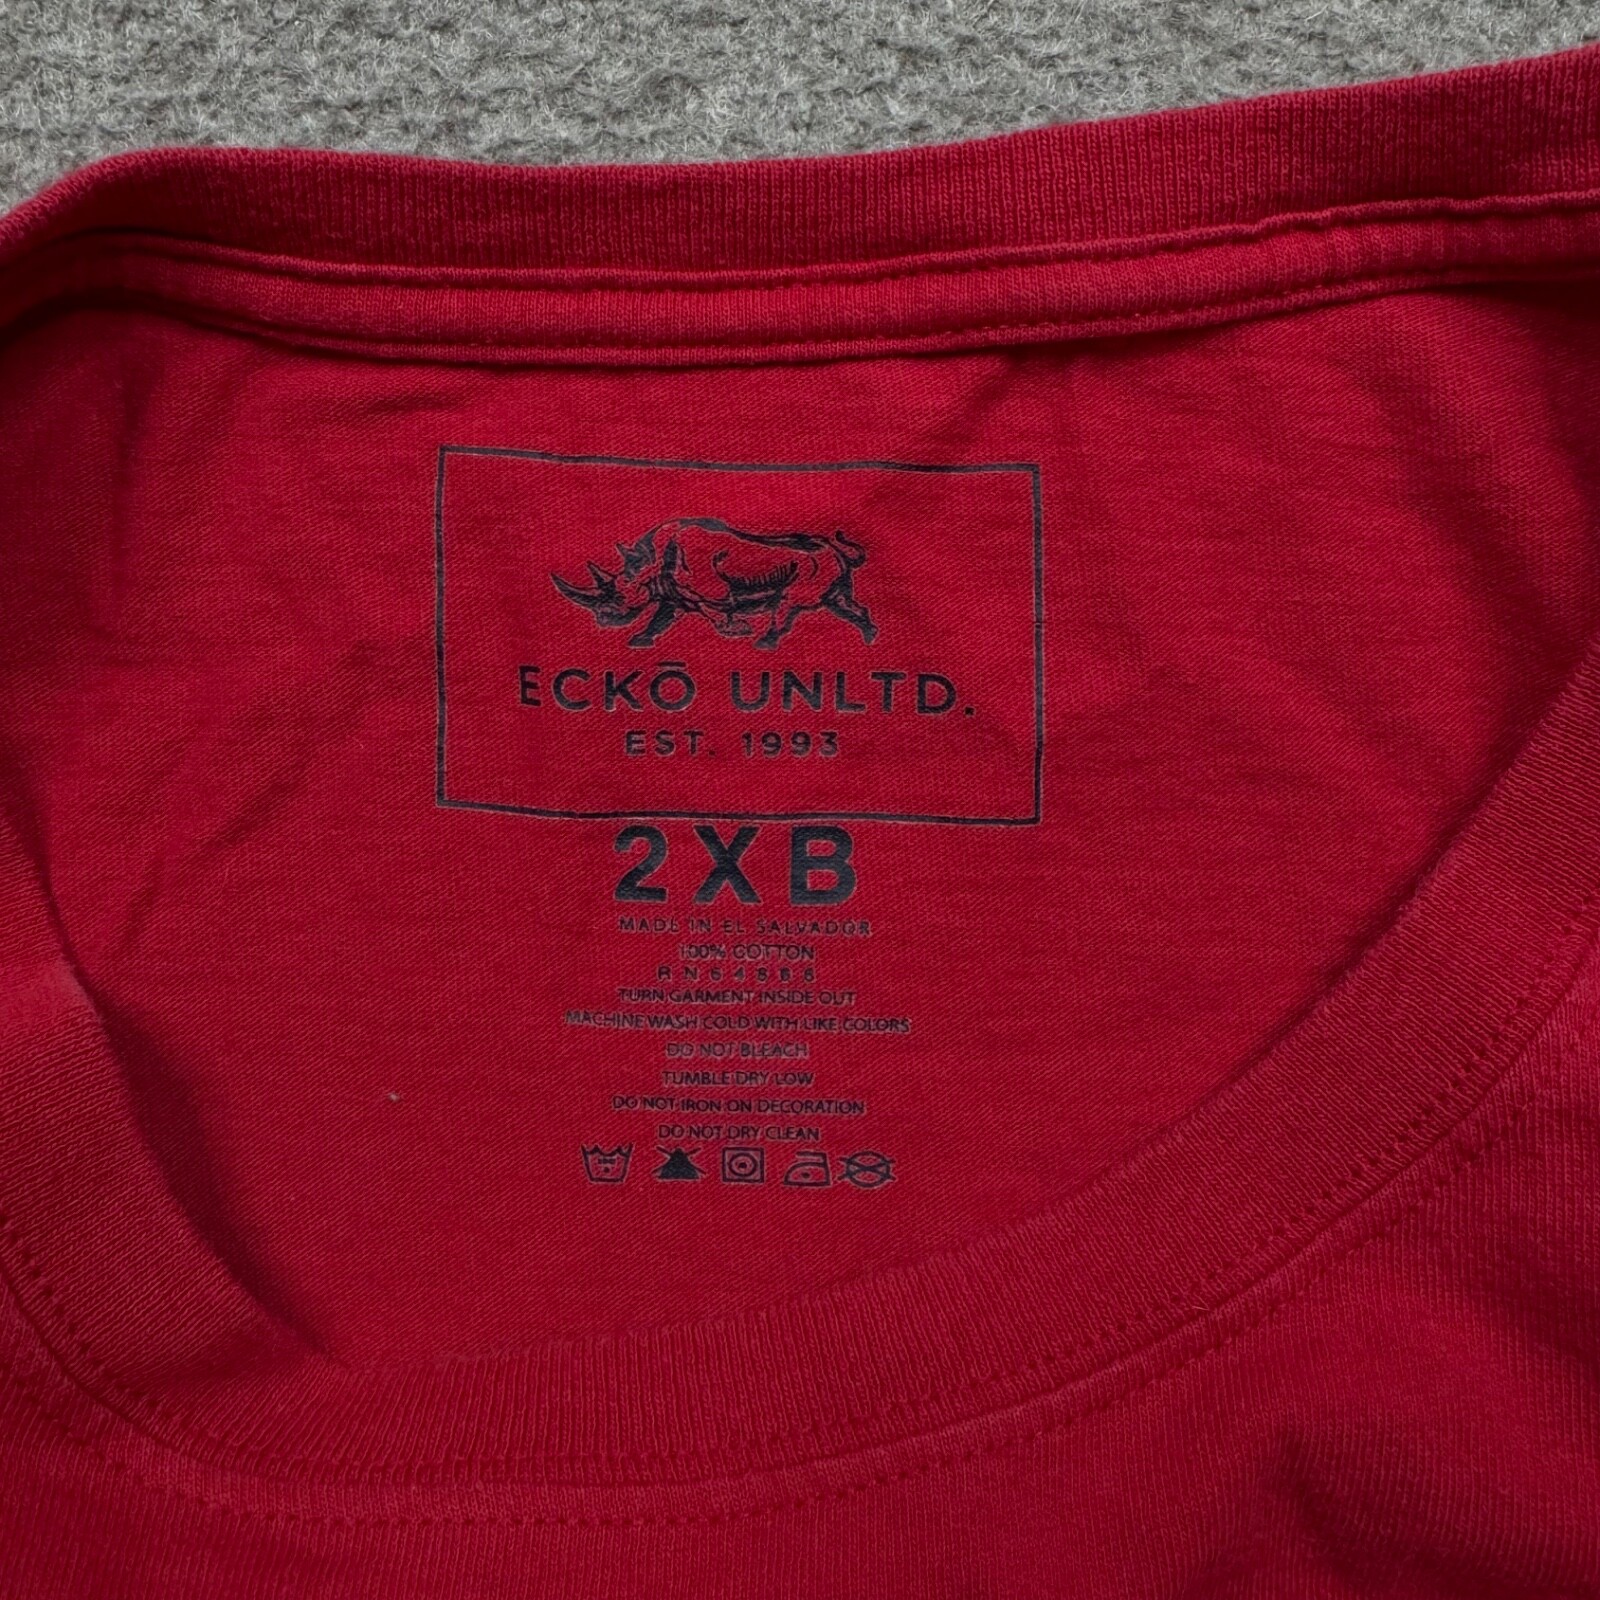 ECKŌ UNLTD.
EST. 1993
2XB
MADE IN EL SALVADOR
100% COTTON
TURN GARMENT INSIDE OUT
MACHINE WASH COLD WITH LIKE COLORS
DO NOT BLEACH
TUMBLE DRY LOW
DO NOT IRON ON DECORATION
DO NOT DRY CLEAN